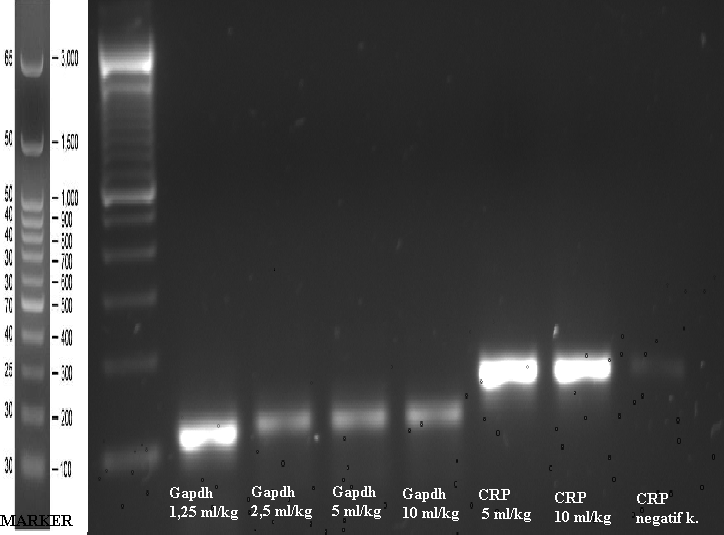 65 3,000
50 1,500
50 1,000
40 900
40 800
30 700
30 600
70 500
40 400
25 300
30 200
30 100
MARKER
Gapdh
1,25 ml/kg
Gapdh
2,5 ml/kg
Gapdh
5 ml/kg
Gapdh
10 ml/kg
CRP
5 ml/kg
CRP
10 ml/kg
CRP
negatif k.